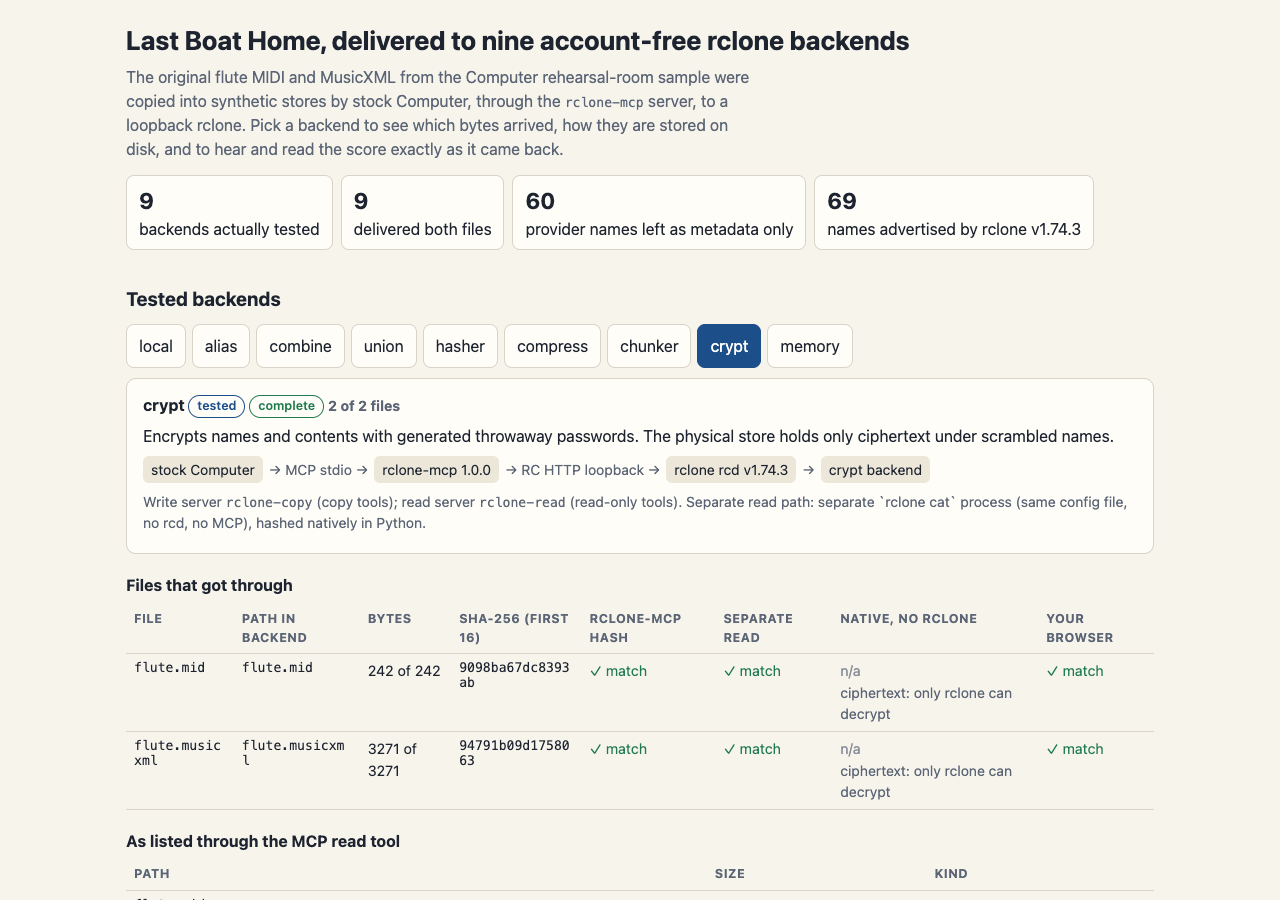 Last Boat Home, delivered to nine account-free rclone backends
The original flute MIDI and MusicXML from the Computer rehearsal-room sample were
copied into synthetic stores by stock Computer, through the rclone-mcp server, to a
loopback rclone. Pick a backend to see which bytes arrived, how they are stored on
disk, and to hear and read the score exactly as it came back.
9
backends actually tested
9
delivered both files
60
provider names left as metadata only
69
names advertised by rclone v1.74.3
Tested backends
local alias combine union hasher compress chunker crypt memory
crypt tested complete 2 of 2 files
Encrypts names and contents with generated throwaway passwords. The physical store holds only ciphertext under scrambled names.
stock Computer → MCP stdio → rclone-mcp 1.0.0 → RC HTTP loopback → rclone rcd v1.74.3 → crypt backend
Write server rclone-copy (copy tools); read server rclone-read (read-only tools). Separate read path: separate `rclone cat` process (same config file,
no rcd, no MCP), hashed natively in Python.
Files that got through
FILE PATH IN BYTES SHA-256 (FIRST RCLONE-MCP SEPARATE NATIVE, NO RCLONE YOUR
BACKEND 16) HASH READ BROWSER
flute.mid flute.mid 242 of 242 9098ba67dc8393 ✓ match ✓ match n/a ✓ match
ab ciphertext: only rclone can
decrypt
flute.music flute.musicxm 3271 of 94791b09d17580 ✓ match ✓ match n/a ✓ match
xml l 3271 63 ciphertext: only rclone can
decrypt
As listed through the MCP read tool
PATH SIZE KIND